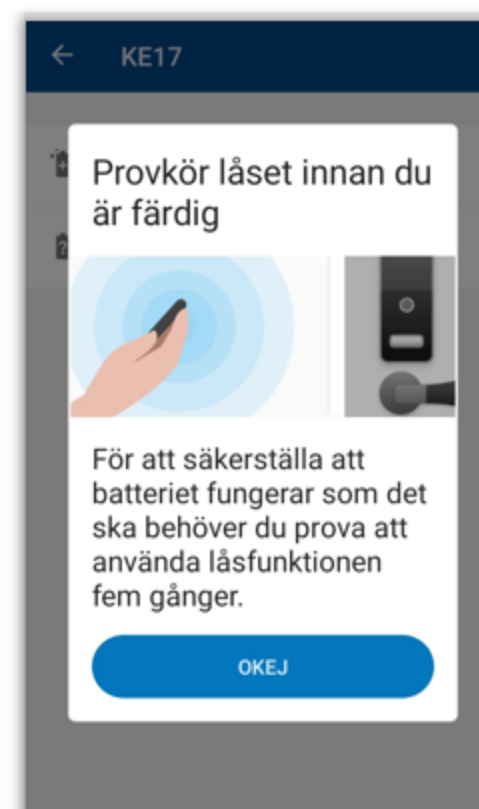 KE17
Provkör låset innan du
är färdig
För att säkerställa att
batteriet fungerar som det
ska behöver du prova att
använda låsfunktionen
fem gånger.
OKEJ